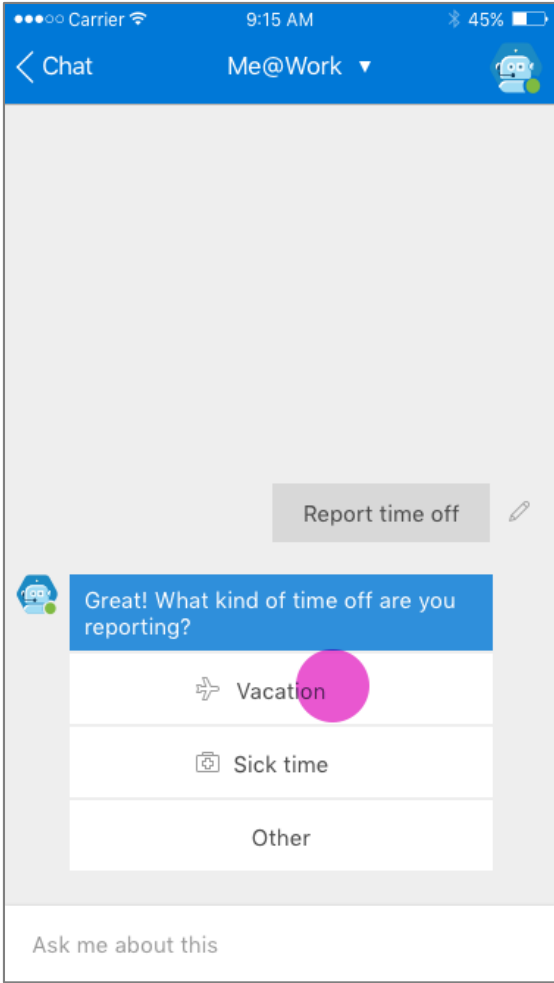 Carrier 9:15 AM 45%
Chat Me@Work ▼
Report time off
Great! What kind of time off are you
reporting?
Vacation
Sick time
Other
Ask me about this